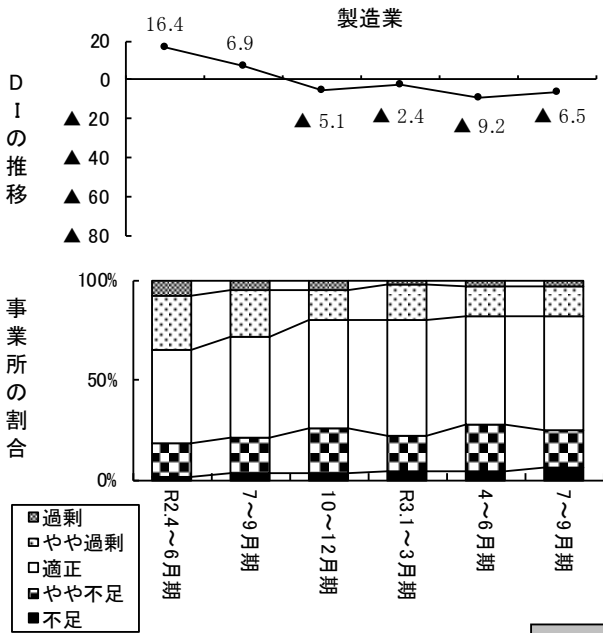 製造業
DIの推移
20
0
▲ 20
▲ 40
▲ 60
▲ 80
16.4
6.9
▲ 5.1
▲ 2.4
▲ 9.2
▲ 6.5
事業所の割合
100%
50%
0%
R2.4～6月期
7～9月期
10～12月期
R3.1～3月期
4～6月期
7～9月期
過剰
やや過剰
適正
やや不足
不足